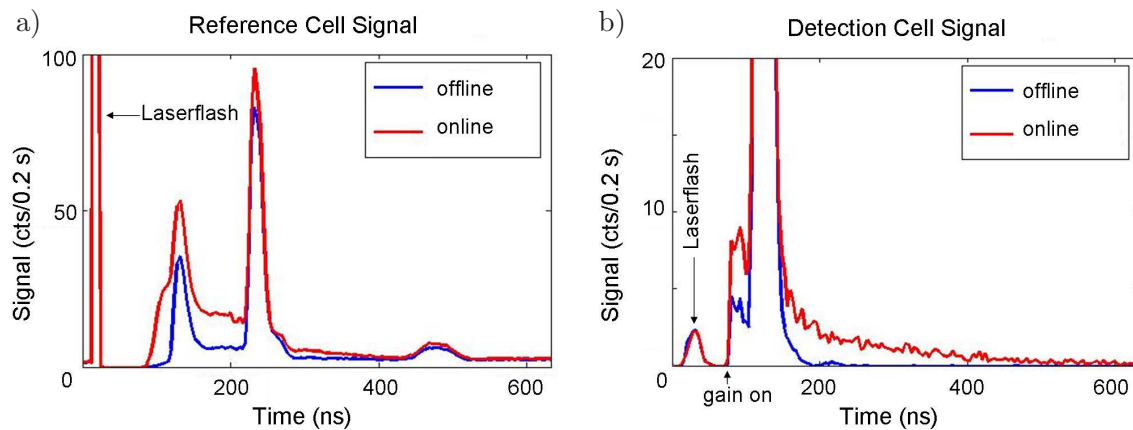 a)
Reference Cell Signal
Signal (cts/0.2 s)
100
50
0
Laserflash
offline
online
200
400
600
Time (ns)
b)
Detection Cell Signal
Signal (cts/0.2 s)
20
10
0
Laserflash
gain on
offline
online
200
400
600
Time (ns)